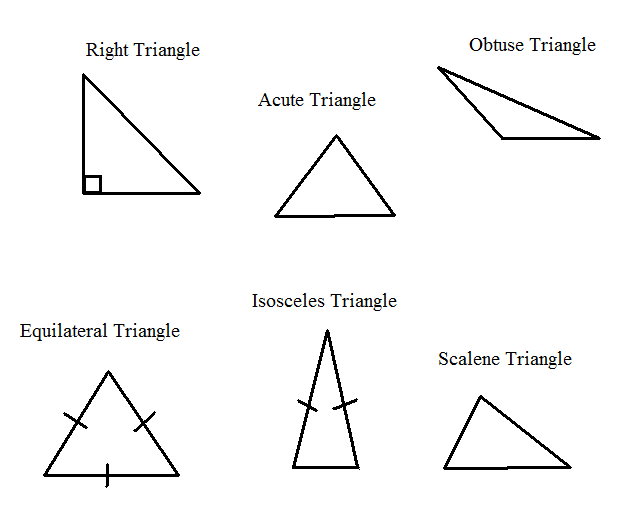 Right Triangle
Acute Triangle
Obtuse Triangle
Equilateral Triangle
Isosceles Triangle
Scalene Triangle